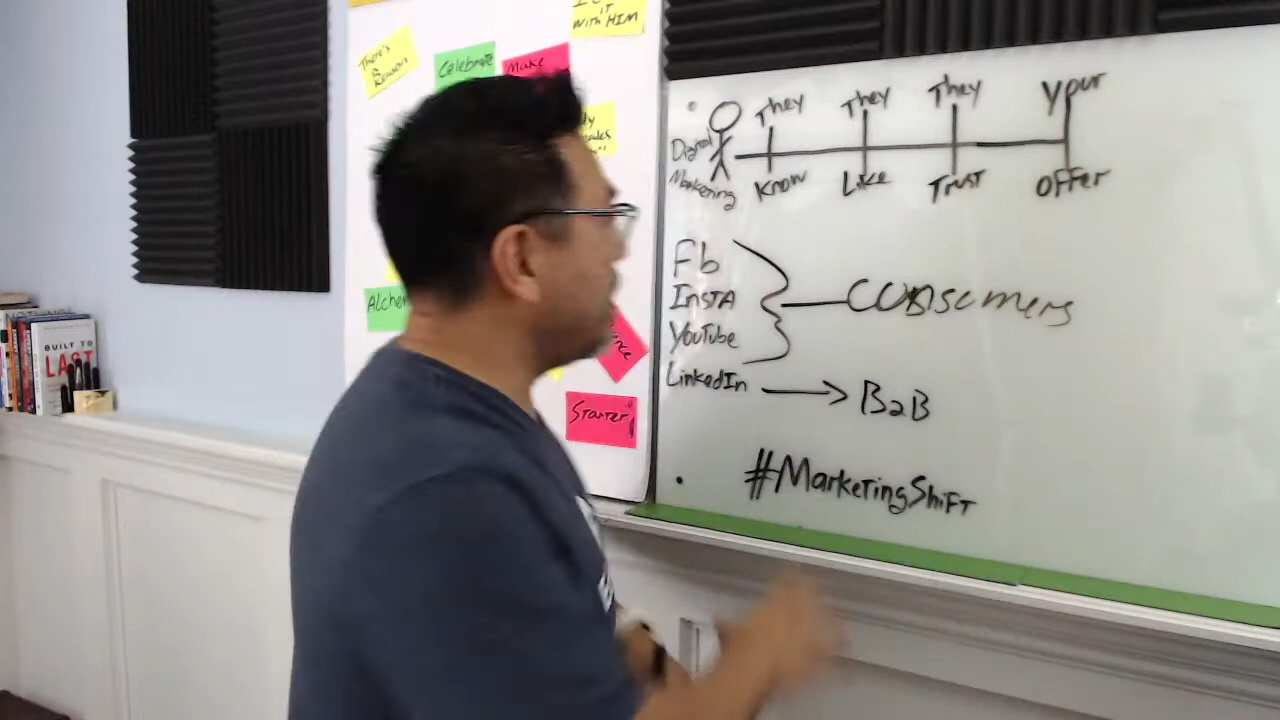 IT
WITH HIM
There's
a
Reason
Celebrate
Make
Alchem
Starter
BUILT TO
LAST
They They They Your
Digital
Marketing
Know Like Trust Offer
Fb
InSTA
YouTube
LinkedIn
Consumers
B2B
#MarketingShift